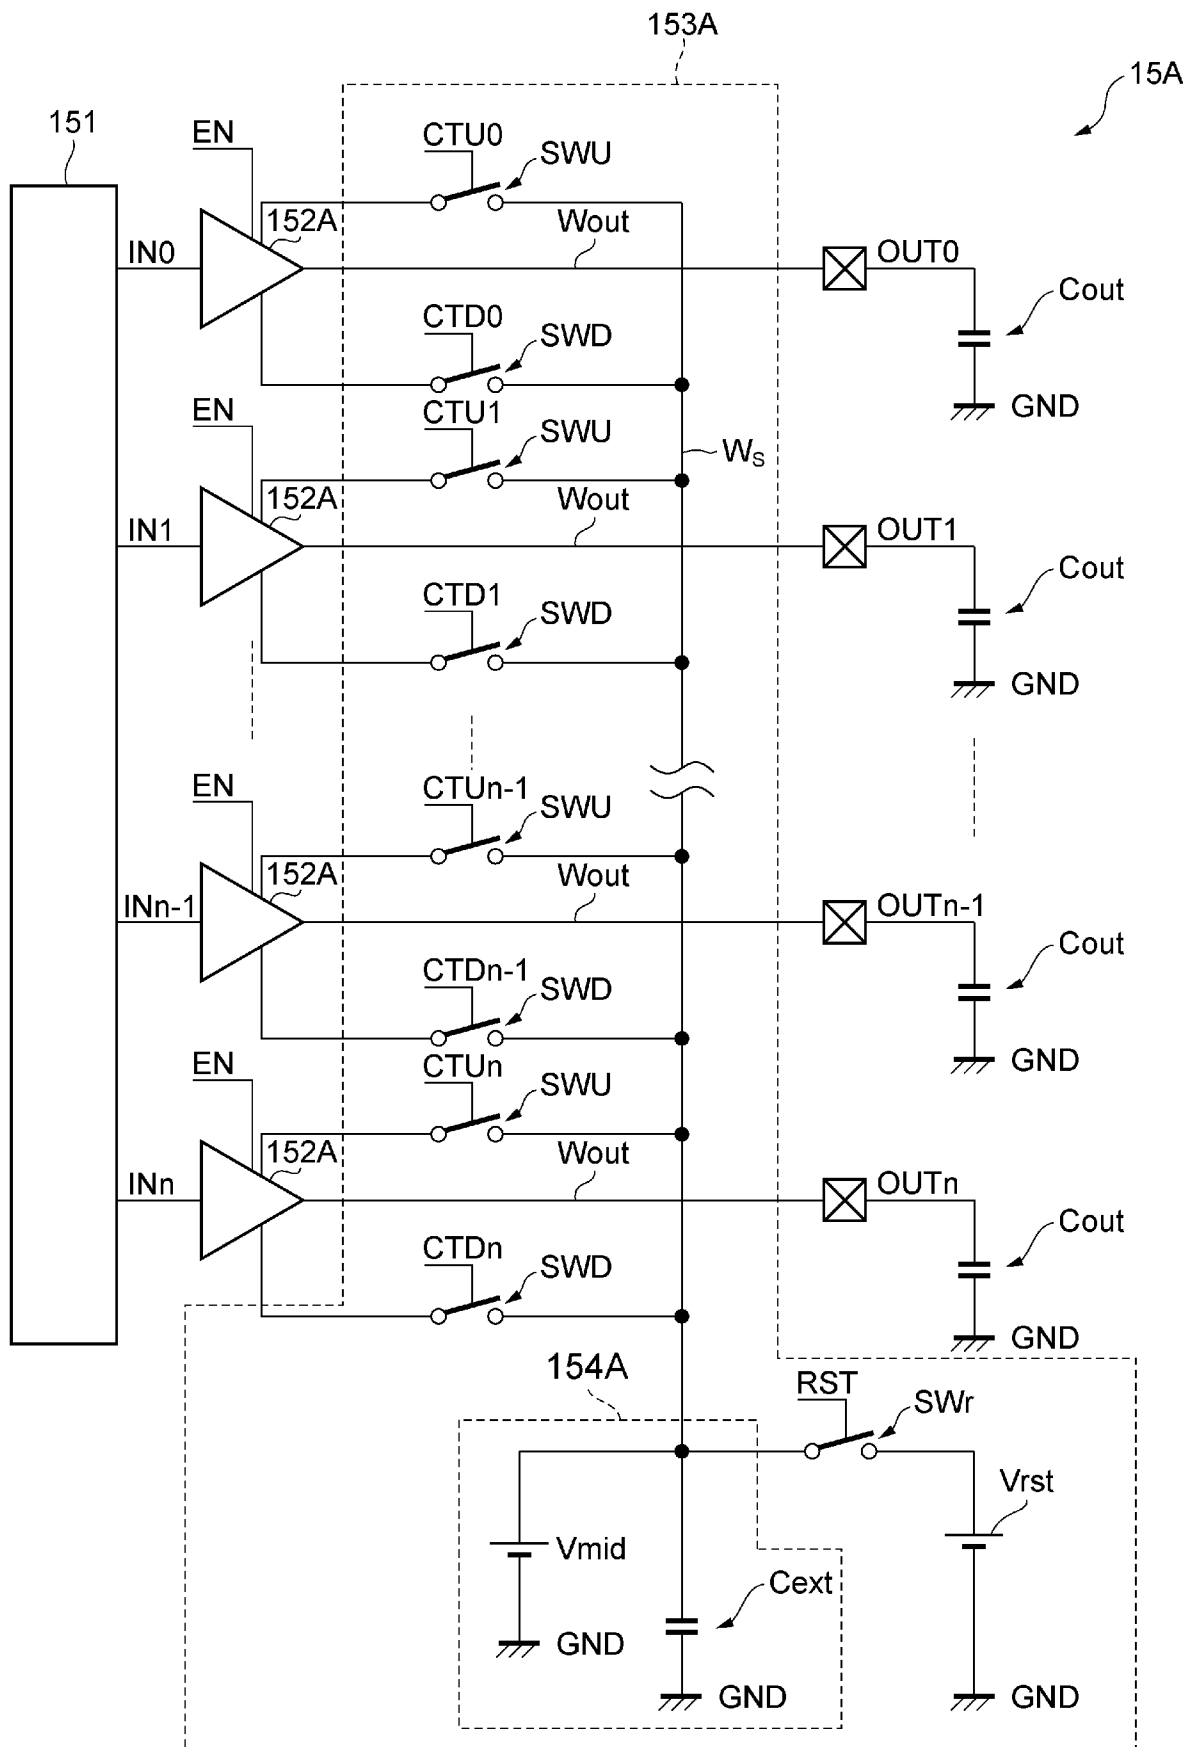 153A
15A
151
EN
CTU0
SWU
152A
Wout
IN0
OUT0
Cout
CTD0
SWD
GND
EN
CTU1
SWU
WS
152A
Wout
IN1
OUT1
Cout
CTD1
SWD
GND
EN
CTUn-1
SWU
152A
Wout
INn-1
OUTn-1
Cout
CTDn-1
SWD
GND
EN
CTUn
SWU
152A
Wout
INn
OUTn
Cout
CTDn
SWD
GND
154A
RST
SWr
Vrst
Vmid
Cext
GND
GND
GND